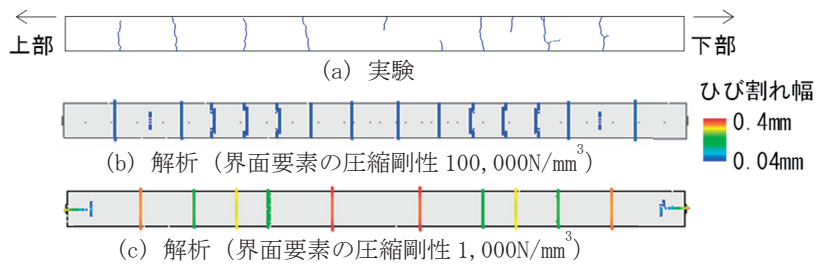 上部
下部
(a) 実験
ひび割れ幅
0.4mm
0.04mm
(b) 解析 (界面要素の圧縮剛性 100,000N/mm³)
(c) 解析 (界面要素の圧縮剛性 1,000N/mm³)